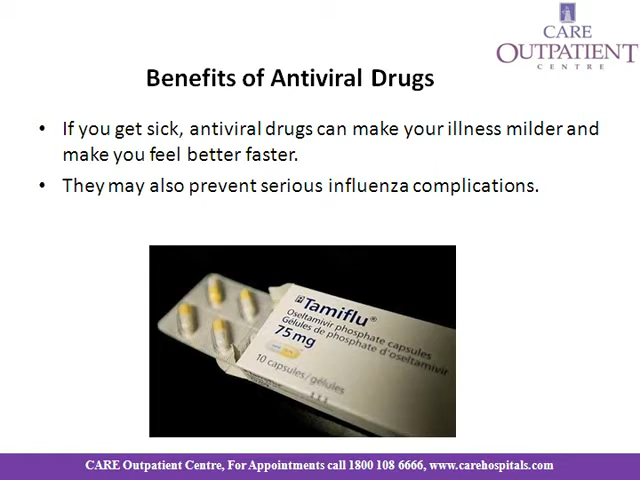 CARE
OUTPATIENT
CENTRE
Benefits of Antiviral Drugs
• If you get sick, antiviral drugs can make your illness milder and
make you feel better faster.
• They may also prevent serious influenza complications.
Tamiflu®
Oseltamivir phosphate capsules
Gélules de phosphate d'oseltamivir
75 mg
10 capsules/gélules
CARE Outpatient Centre, For Appointments call 1800 108 6666, www.carehospitals.com